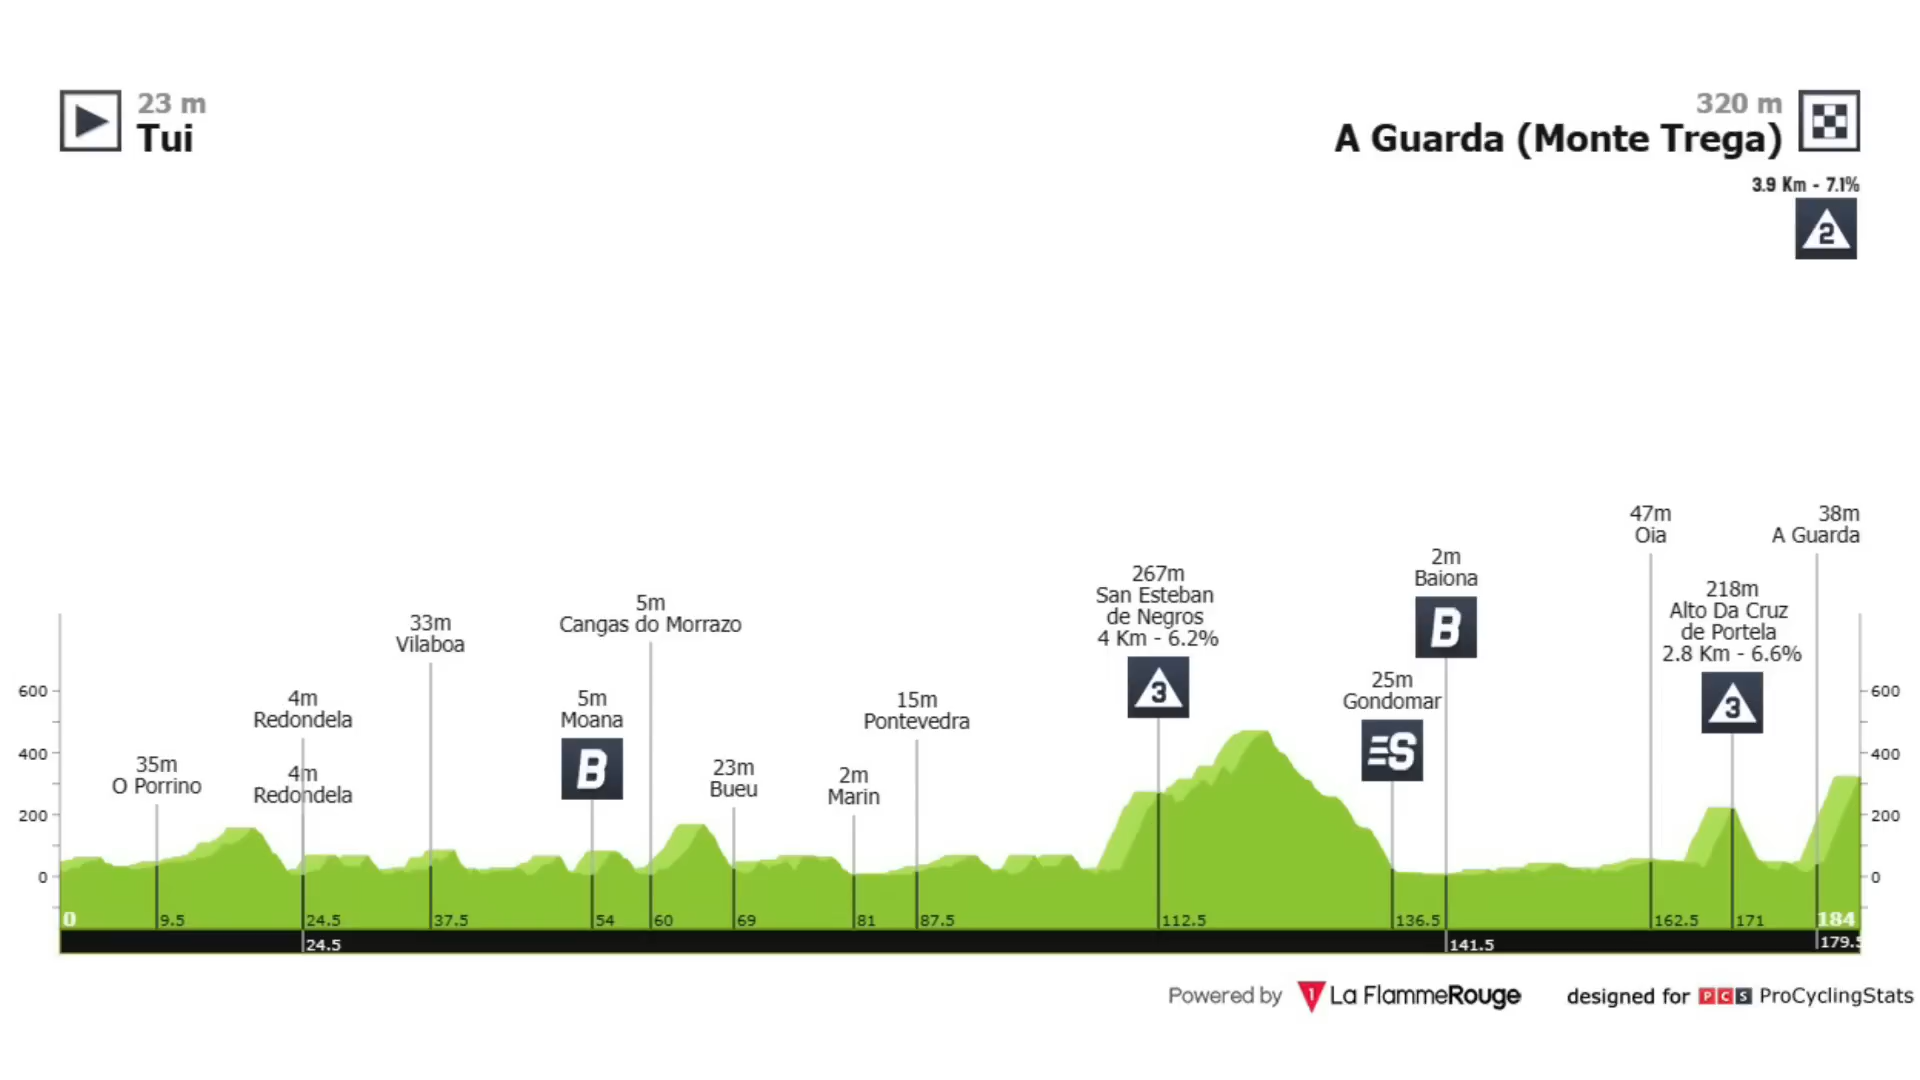 23 m
Tui
320 m
A Guarda (Monte Trega)
3.9 Km - 7.1%
2
47m
Oia
38m
A Guarda
2m
Baiona
B
267m
San Esteban
de Negros
4 Km - 6.2%
3
218m
Alto Da Cruz
de Portela
2.8 Km - 6.6%
3
5m
Cangas do Morrazo
33m
Vilaboa
25m
Gondomar
S
4m
Redondela
5m
Moana
B
15m
Pontevedra
35m
O Porrino
4m
Redondela
23m
Bueu
2m
Marin
600
400
200
0
600
400
200
0
0
9.5
24.5
37.5
54
60
69
81
87.5
112.5
136.5
162.5
171
184
24.5
141.5
179.5
Powered by 1 La FlammeRouge
designed for PCS ProCyclingStats